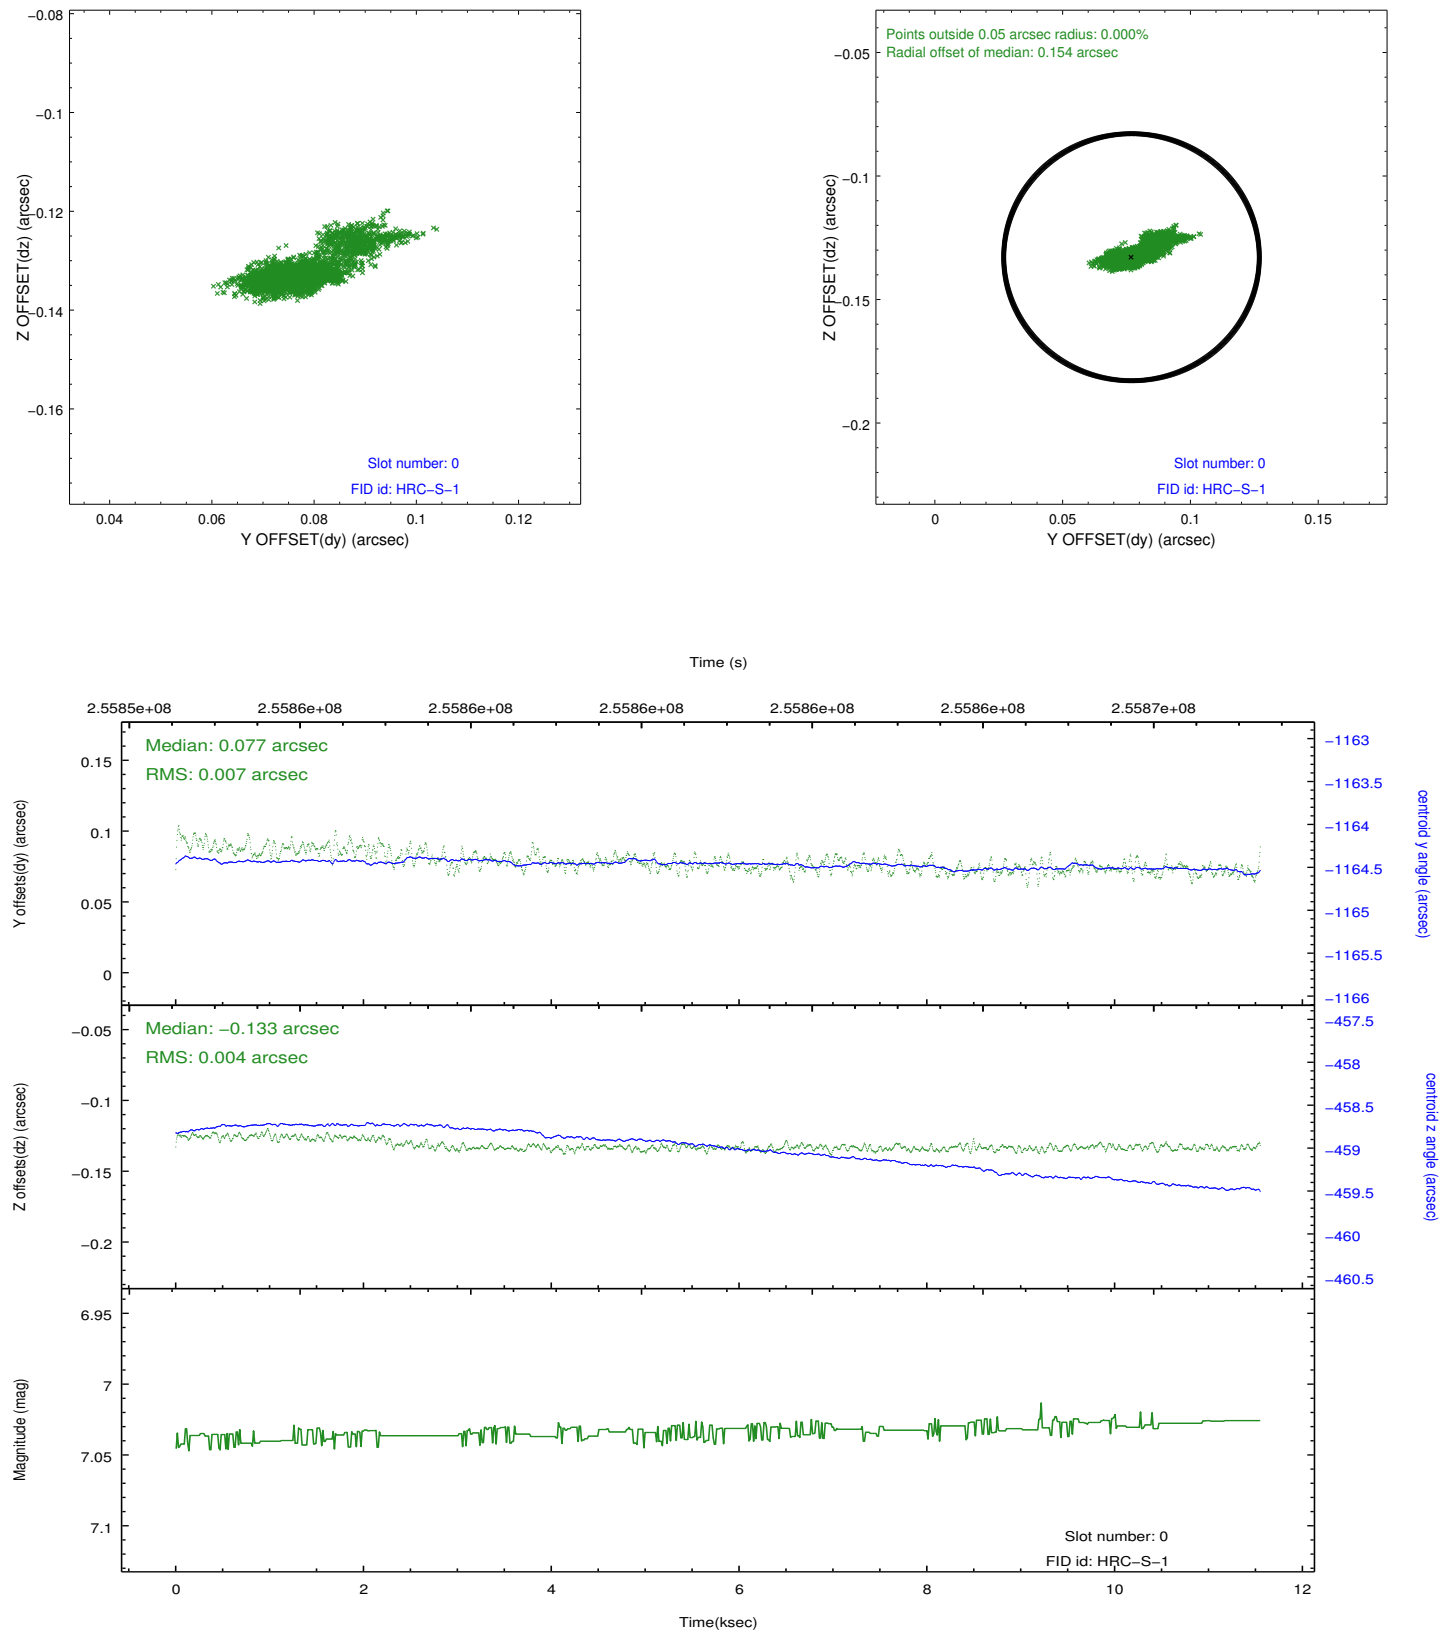 −0.08
−0.1
−0.12
−0.14
−0.16
Z OFFSET(dz) (arcsec)
Slot number: 0
FID id: HRC−S−1
0.04 0.06 0.08 0.1 0.12
Y OFFSET(dy) (arcsec)
Points outside 0.05 arcsec radius: 0.000%
Radial offset of median: 0.154 arcsec
−0.05
−0.1
−0.15
−0.2
Z OFFSET(dz) (arcsec)
Slot number: 0
FID id: HRC−S−1
0 0.05 0.1 0.15
Y OFFSET(dy) (arcsec)
Time (s)
2.5585e+08 2.5586e+08 2.5586e+08 2.5586e+08 2.5586e+08 2.5586e+08 2.5587e+08
Median: 0.077 arcsec
RMS: 0.007 arcsec
0.15
0.1
0.05
0
Y offsets(dy) (arcsec)
−1163
−1163.5
−1164
−1164.5
−1165
−1165.5
−1166
centroid y angle (arcsec)
Median: −0.133 arcsec
RMS: 0.004 arcsec
−0.05
−0.1
−0.15
−0.2
Z offsets(dz) (arcsec)
−457.5
−458
−458.5
−459
−459.5
−460
−460.5
centroid z angle (arcsec)
6.95
7
7.05
7.1
Magnitude (mag)
Slot number: 0
FID id: HRC−S−1
0 2 4 6 8 10 12
Time(ksec)